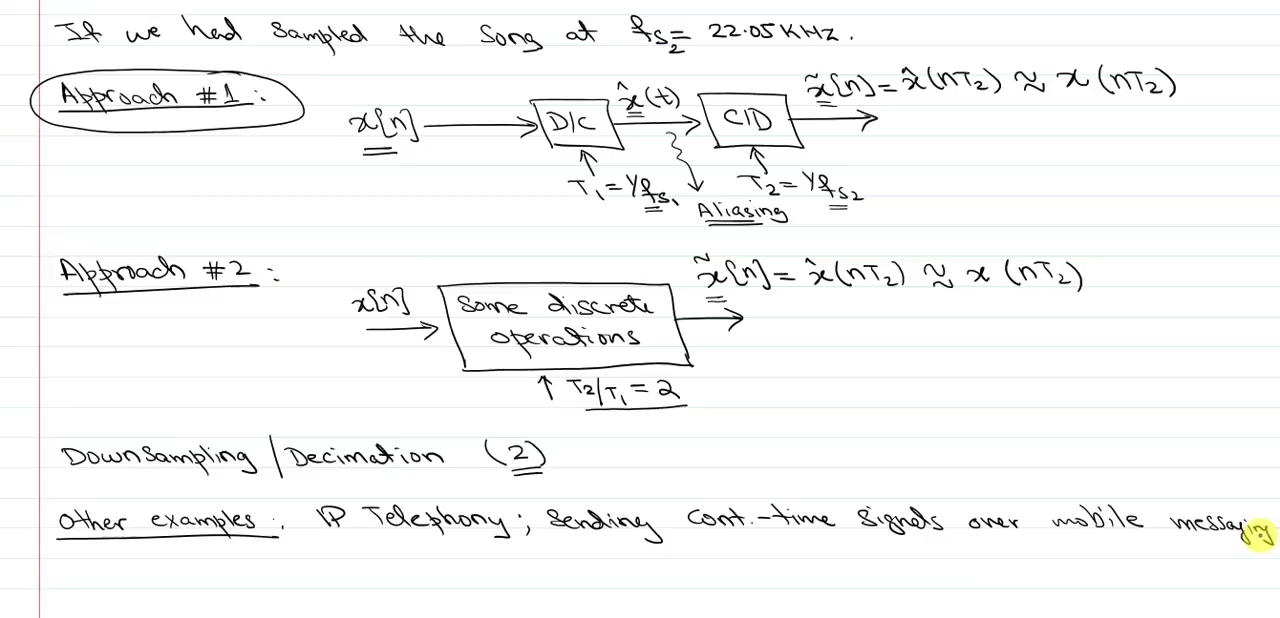 If we had sampled the song at fs₂ = 22.05 KHz.
Approach #1 :
x[n] → D/C x̂(t) → C/D → x̃[n] = x̂(nT₂) ≈ x(nT₂)
T₁ = 1/fs₁ T₂ = 1/fs₂
Aliasing
Approach #2 :
x̃[n] = x̂(nT₂) ≈ x (nT₂)
x[n]
Some discrete
operations
↑ T₂/T₁ = 2
Downsampling / Decimation (2)
Other examples : IP Telephony ; Sending cont.-time signals over mobile messaging